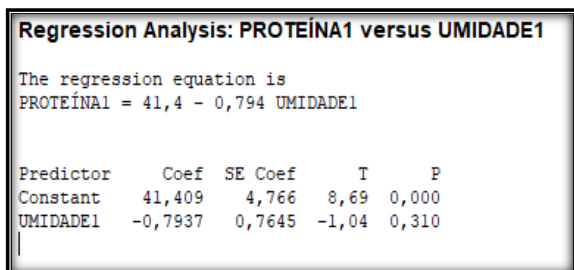 Regression Analysis: PROTEÍNA1 versus UMIDADE1
The regression equation is
PROTEÍNA1 = 41,4 - 0,794 UMIDADE1
Predictor Coef SE Coef T P
Constant 41,409 4,766 8,69 0,000
UMIDADE1 -0,7937 0,7645 -1,04 0,310